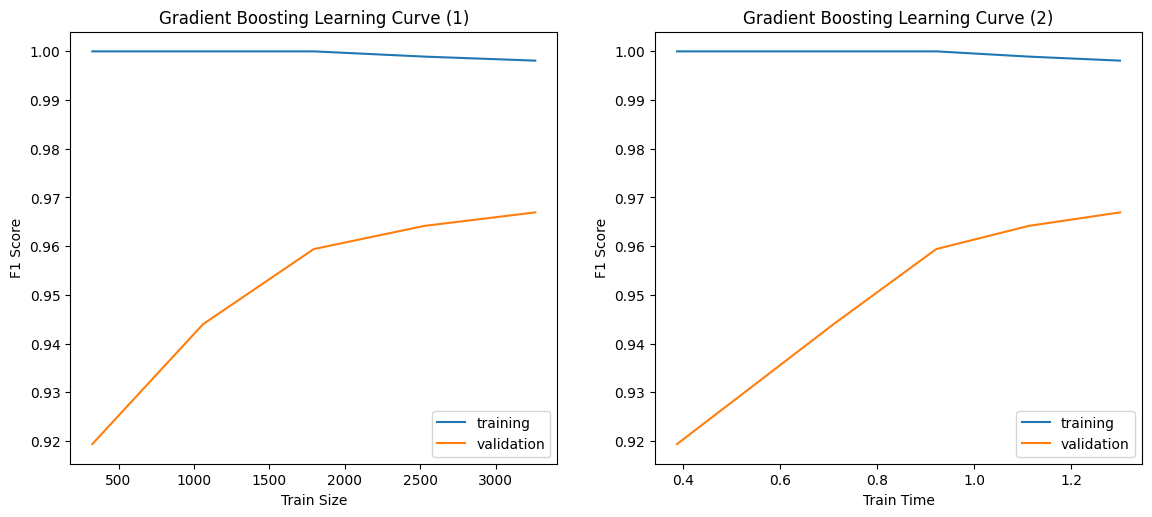 Gradient Boosting Learning Curve (1)
1.00
0.99
0.98
0.97
0.96
0.95
0.94
0.93
0.92
F1 Score
training
validation
500
1000
1500
2000
2500
3000
Train Size
Gradient Boosting Learning Curve (2)
1.00
0.99
0.98
0.97
0.96
0.95
0.94
0.93
0.92
F1 Score
training
validation
0.4
0.6
0.8
1.0
1.2
Train Time